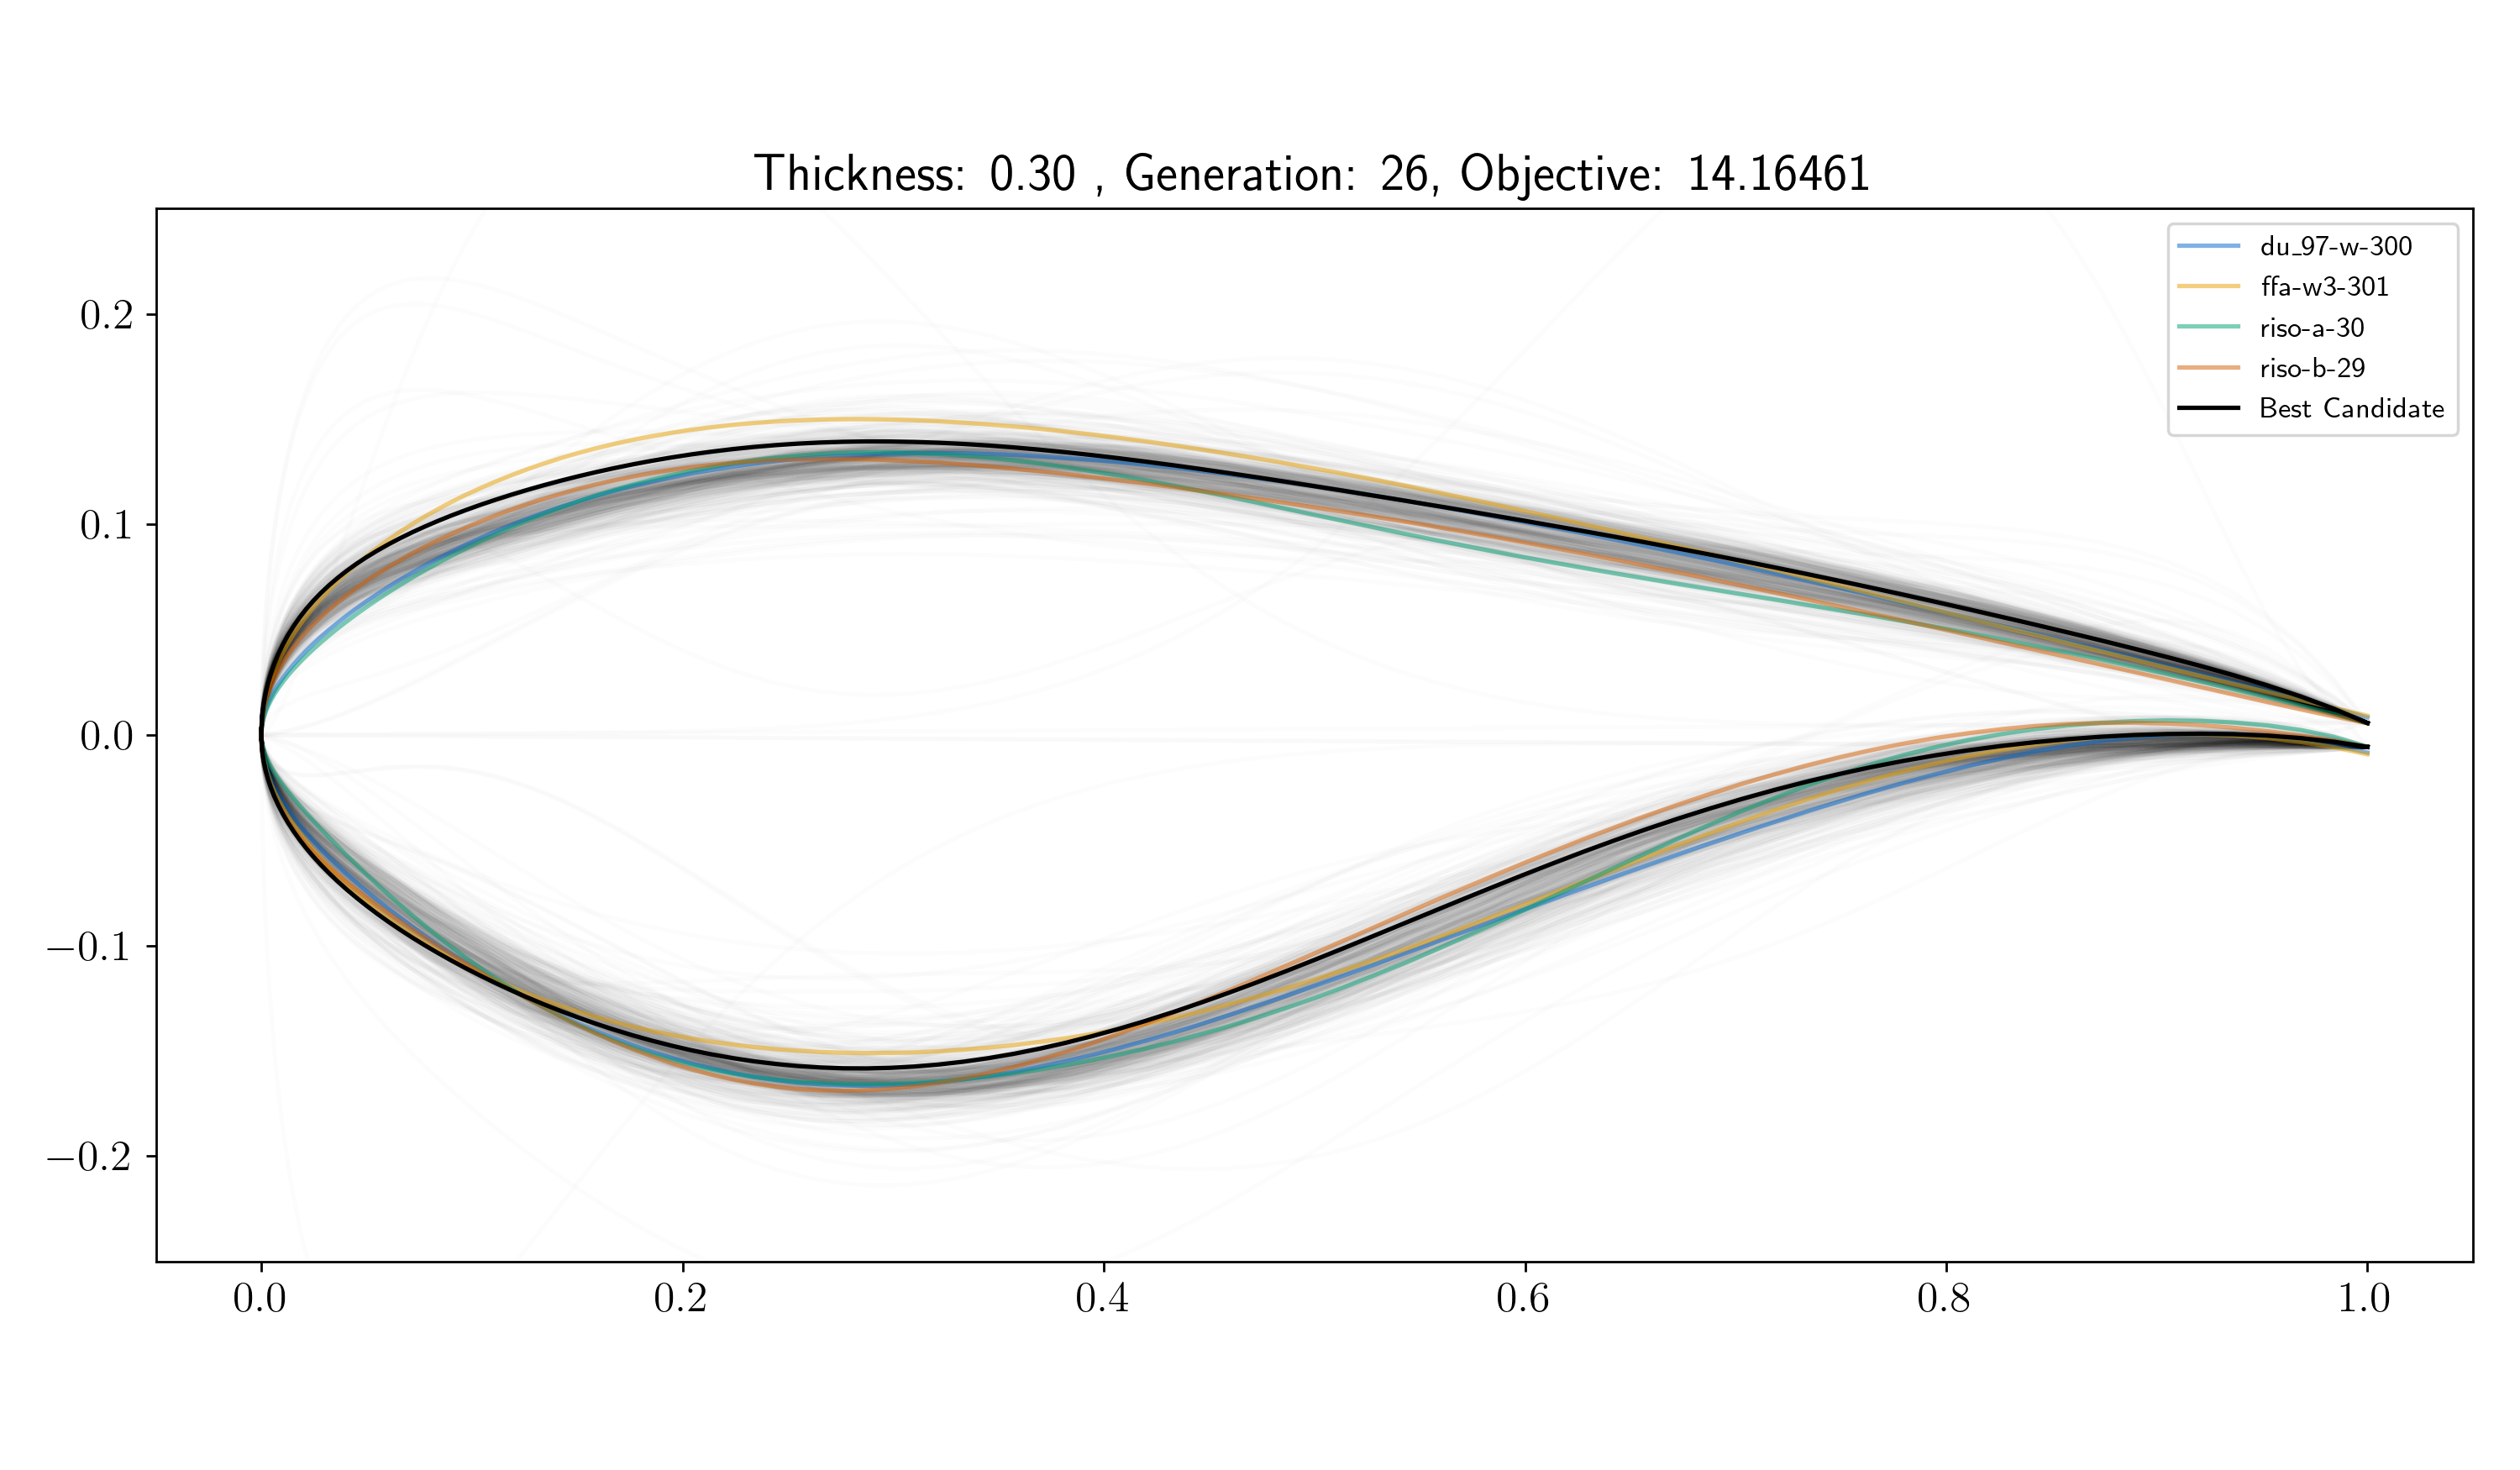 Thickness: 0.30 , Generation: 26, Objective: 14.16461
du_97-w-300
ffa-w3-301
riso-a-30
riso-b-29
Best Candidate
0.2
0.1
0.0
−0.1
−0.2
0.0 0.2 0.4 0.6 0.8 1.0